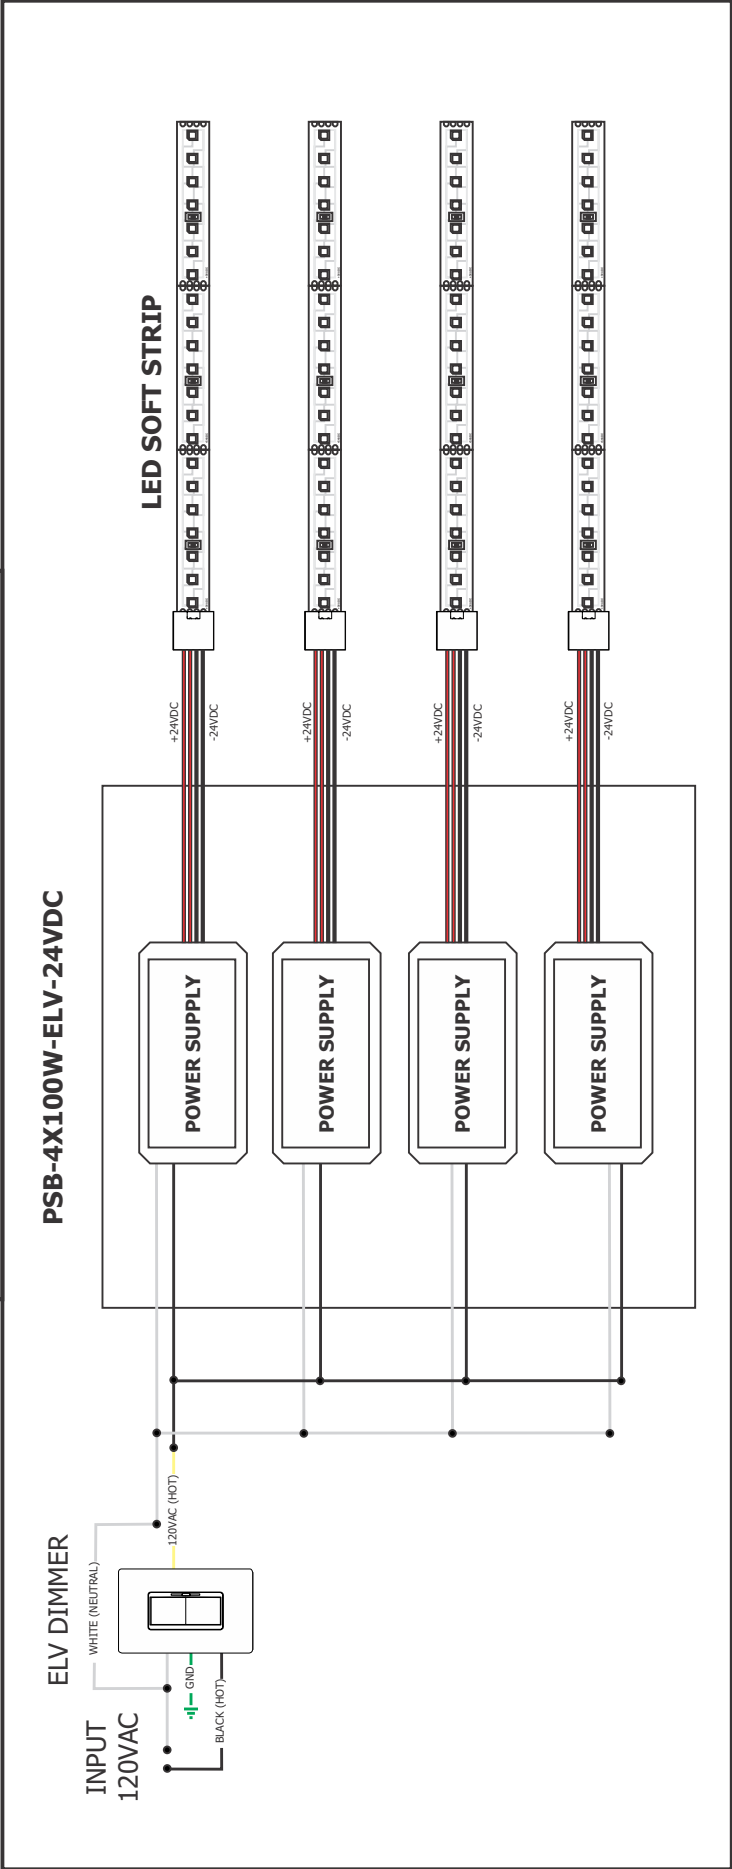 INPUT
120VAC
ELV DIMMER
WHITE (NEUTRAL)
GND
BLACK (HOT)
120VAC (HOT)
PSB-4X100W-ELV-24VDC
POWER SUPPLY
POWER SUPPLY
POWER SUPPLY
POWER SUPPLY
+24VDC
-24VDC
+24VDC
-24VDC
+24VDC
-24VDC
+24VDC
-24VDC
LED SOFT STRIP